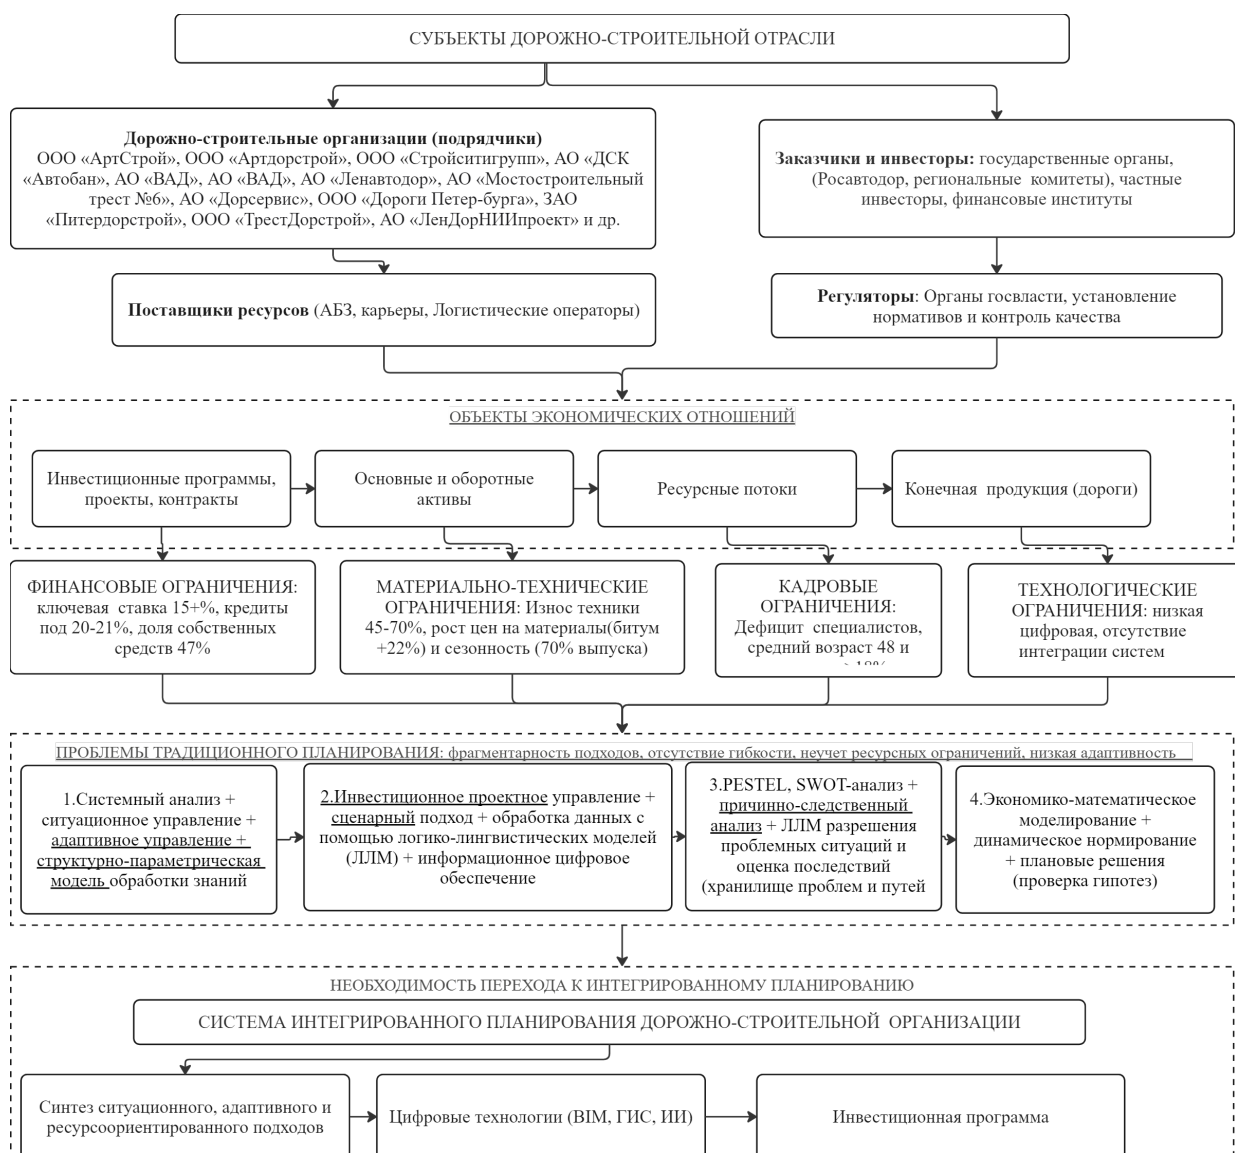 СУБЪЕКТЫ ДОРОЖНО-СТРОИТЕЛЬНОЙ ОТРАСЛИ
Дорожно-строительные организации (подрядчики)
ООО «АртСтрой», ООО «Артдорстрой», ООО «Стройситигрупп», АО «ДСК
«Автобан», АО «ВАД», АО «ВАД», АО «Ленавтодор», АО «Мостостроительный
трест №6», АО «Дорсервис», ООО «Дороги Петер-бурга», ЗАО
«Питердорстрой», ООО «ТрестДорстрой», АО «ЛенДорНИИпроект» и др.
Заказчики и инвесторы: государственные органы,
(Росавтодор, региональные комитеты), частные
инвесторы, финансовые институты
Поставщики ресурсов (АБЗ, карьеры, Логистические операторы)
Регуляторы: Органы госвласти, установление
нормативов и контроль качества
ОБЪЕКТЫ ЭКОНОМИЧЕСКИХ ОТНОШЕНИЙ
Инвестиционные программы,
проекты, контракты
Основные и оборотные
активы
Ресурсные потоки
Конечная продукция (дороги)
ФИНАНСОВЫЕ ОГРАНИЧЕНИЯ:
ключевая ставка 15+%, кредиты
под 20-21%, доля собственных
средств 47%
МАТЕРИАЛЬНО-ТЕХНИЧЕСКИЕ
ОГРАНИЧЕНИЯ: Износ техники
45-70%, рост цен на материалы(битум
+22%) и сезонность (70% выпуска)
КАДРОВЫЕ
ОГРАНИЧЕНИЯ:
Дефицит специалистов,
средний возраст 48 и
ТЕХНОЛОГИЧЕСКИЕ
ОГРАНИЧЕНИЯ: низкая
цифровая, отсутствие
интеграции систем
ПРОБЛЕМЫ ТРАДИЦИОННОГО ПЛАНИРОВАНИЯ: фрагментарность подходов, отсутствие гибкости, неучет ресурсных ограничений, низкая адаптивность
1.Системный анализ +
ситуационное управление +
адаптивное управление +
структурно-параметрическая
модель обработки знаний
2.Инвестиционное проектное управление +
сценарный подход + обработка данных с
помощью логико-лингвистических моделей
(ЛЛМ) + информационное цифровое
обеспечение
3.PESTEL, SWOT-анализ +
причинно-следственный
анализ + ЛЛМ разрешения
проблемных ситуаций и
оценка последствий
(хранилище проблем и путей
4.Экономико-математическое
моделирование +
динамическое нормирование
+ плановые решения
(проверка гипотез)
НЕОБХОДИМОСТЬ ПЕРЕХОДА К ИНТЕГРИРОВАННОМУ ПЛАНИРОВАНИЮ
СИСТЕМА ИНТЕГРИРОВАННОГО ПЛАНИРОВАНИЯ ДОРОЖНО-СТРОИТЕЛЬНОЙ ОРГАНИЗАЦИИ
Синтез ситуационного, адаптивного и
ресурсоориентированного подходов
Цифровые технологии (BIM, ГИС, ИИ)
Инвестиционная программа